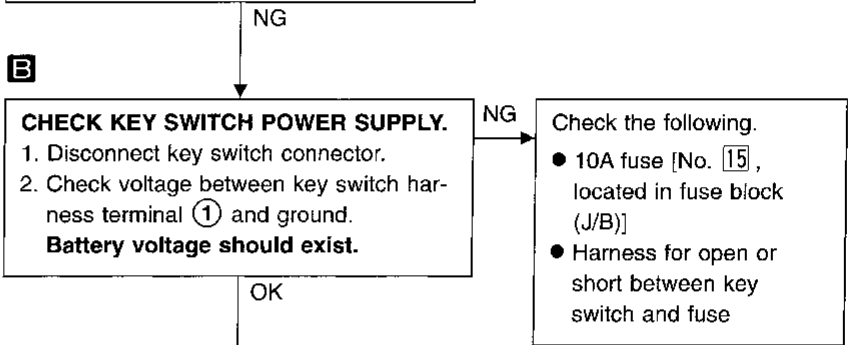 NG
B
CHECK KEY SWITCH POWER SUPPLY.
1. Disconnect key switch connector.
2. Check voltage between key switch har-
ness terminal ① and ground.
Battery voltage should exist.
NG
Check the following.
● 10A fuse [No. 15 ,
located in fuse block
(J/B)]
● Harness for open or
short between key
switch and fuse
OK